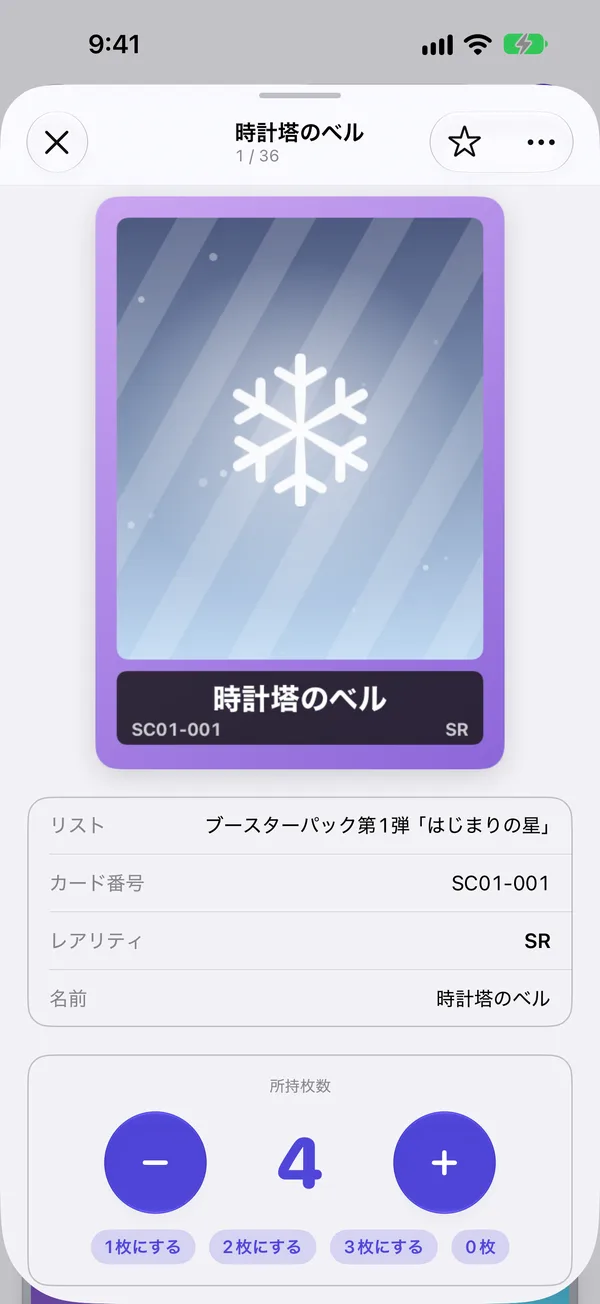 9:41
時計塔のベル
1 / 36
時計塔のベル
SC01-001
SR
リスト
ブースターパック第1弾「はじまりの星」
カード番号
SC01-001
レアリティ
SR
名前
時計塔のベル
所持枚数
4
1枚にする
2枚にする
3枚にする
0枚